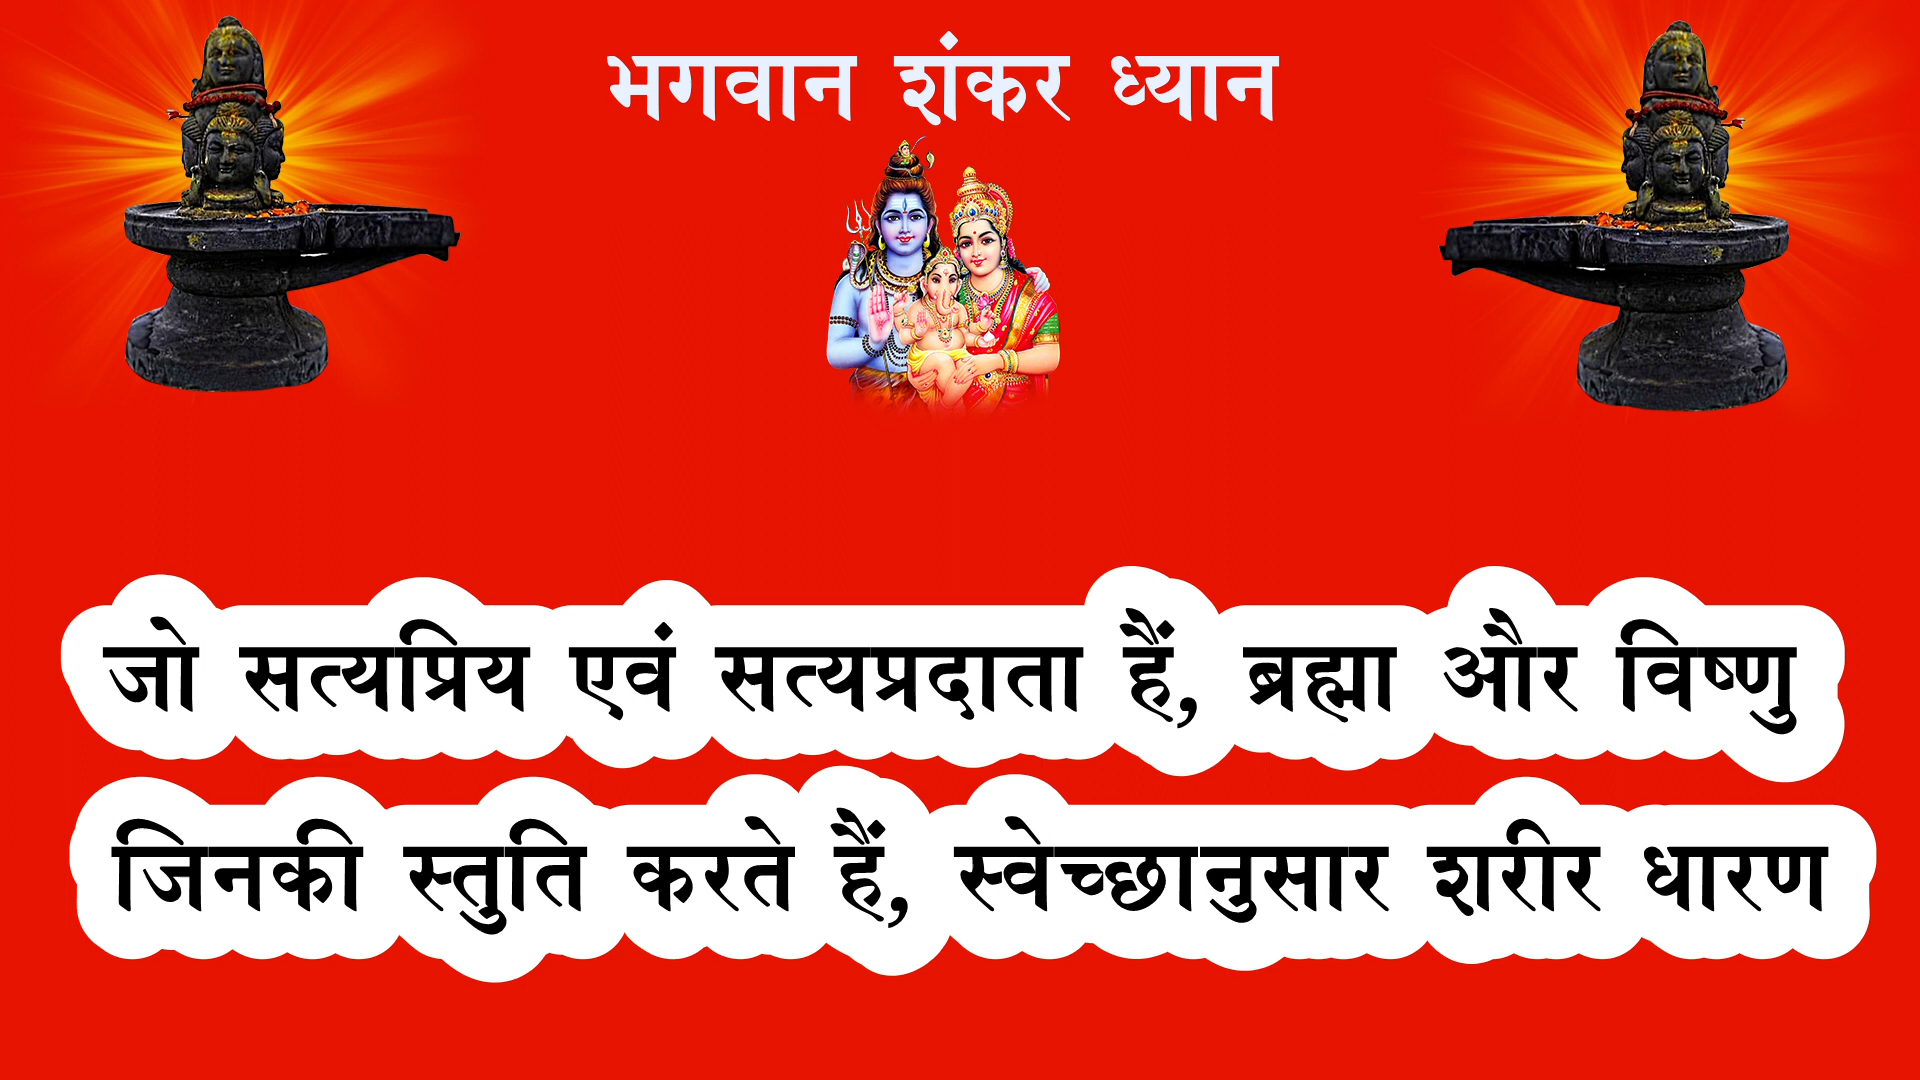 भगवान शंकर ध्यान
जो सत्यप्रिय एवं सत्यप्रदाता हैं, ब्रह्मा और विष्णु
जिनकी स्तुति करते हैं, स्वेच्छानुसार शरीर धारण